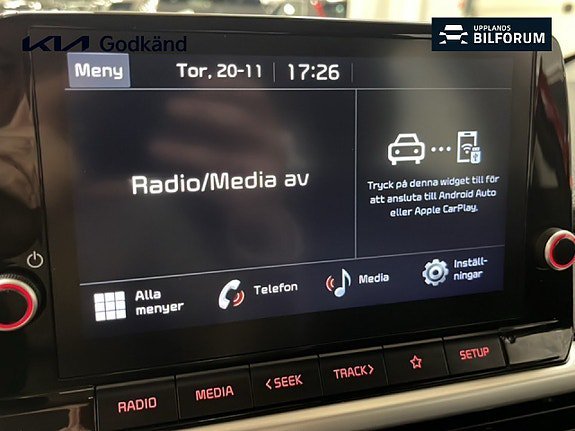 KIA Godkänd
UPPLANDS
BILFORUM
Meny
Tor, 20-11
17:26
Radio/Media av
Tryck på denna widget till för
att ansluta till Android Auto
eller Apple CarPlay.
Alla
menyer
Telefon
Media
Inställ-
ningar
RADIO
MEDIA
<SEEK
TRACK>
SETUP